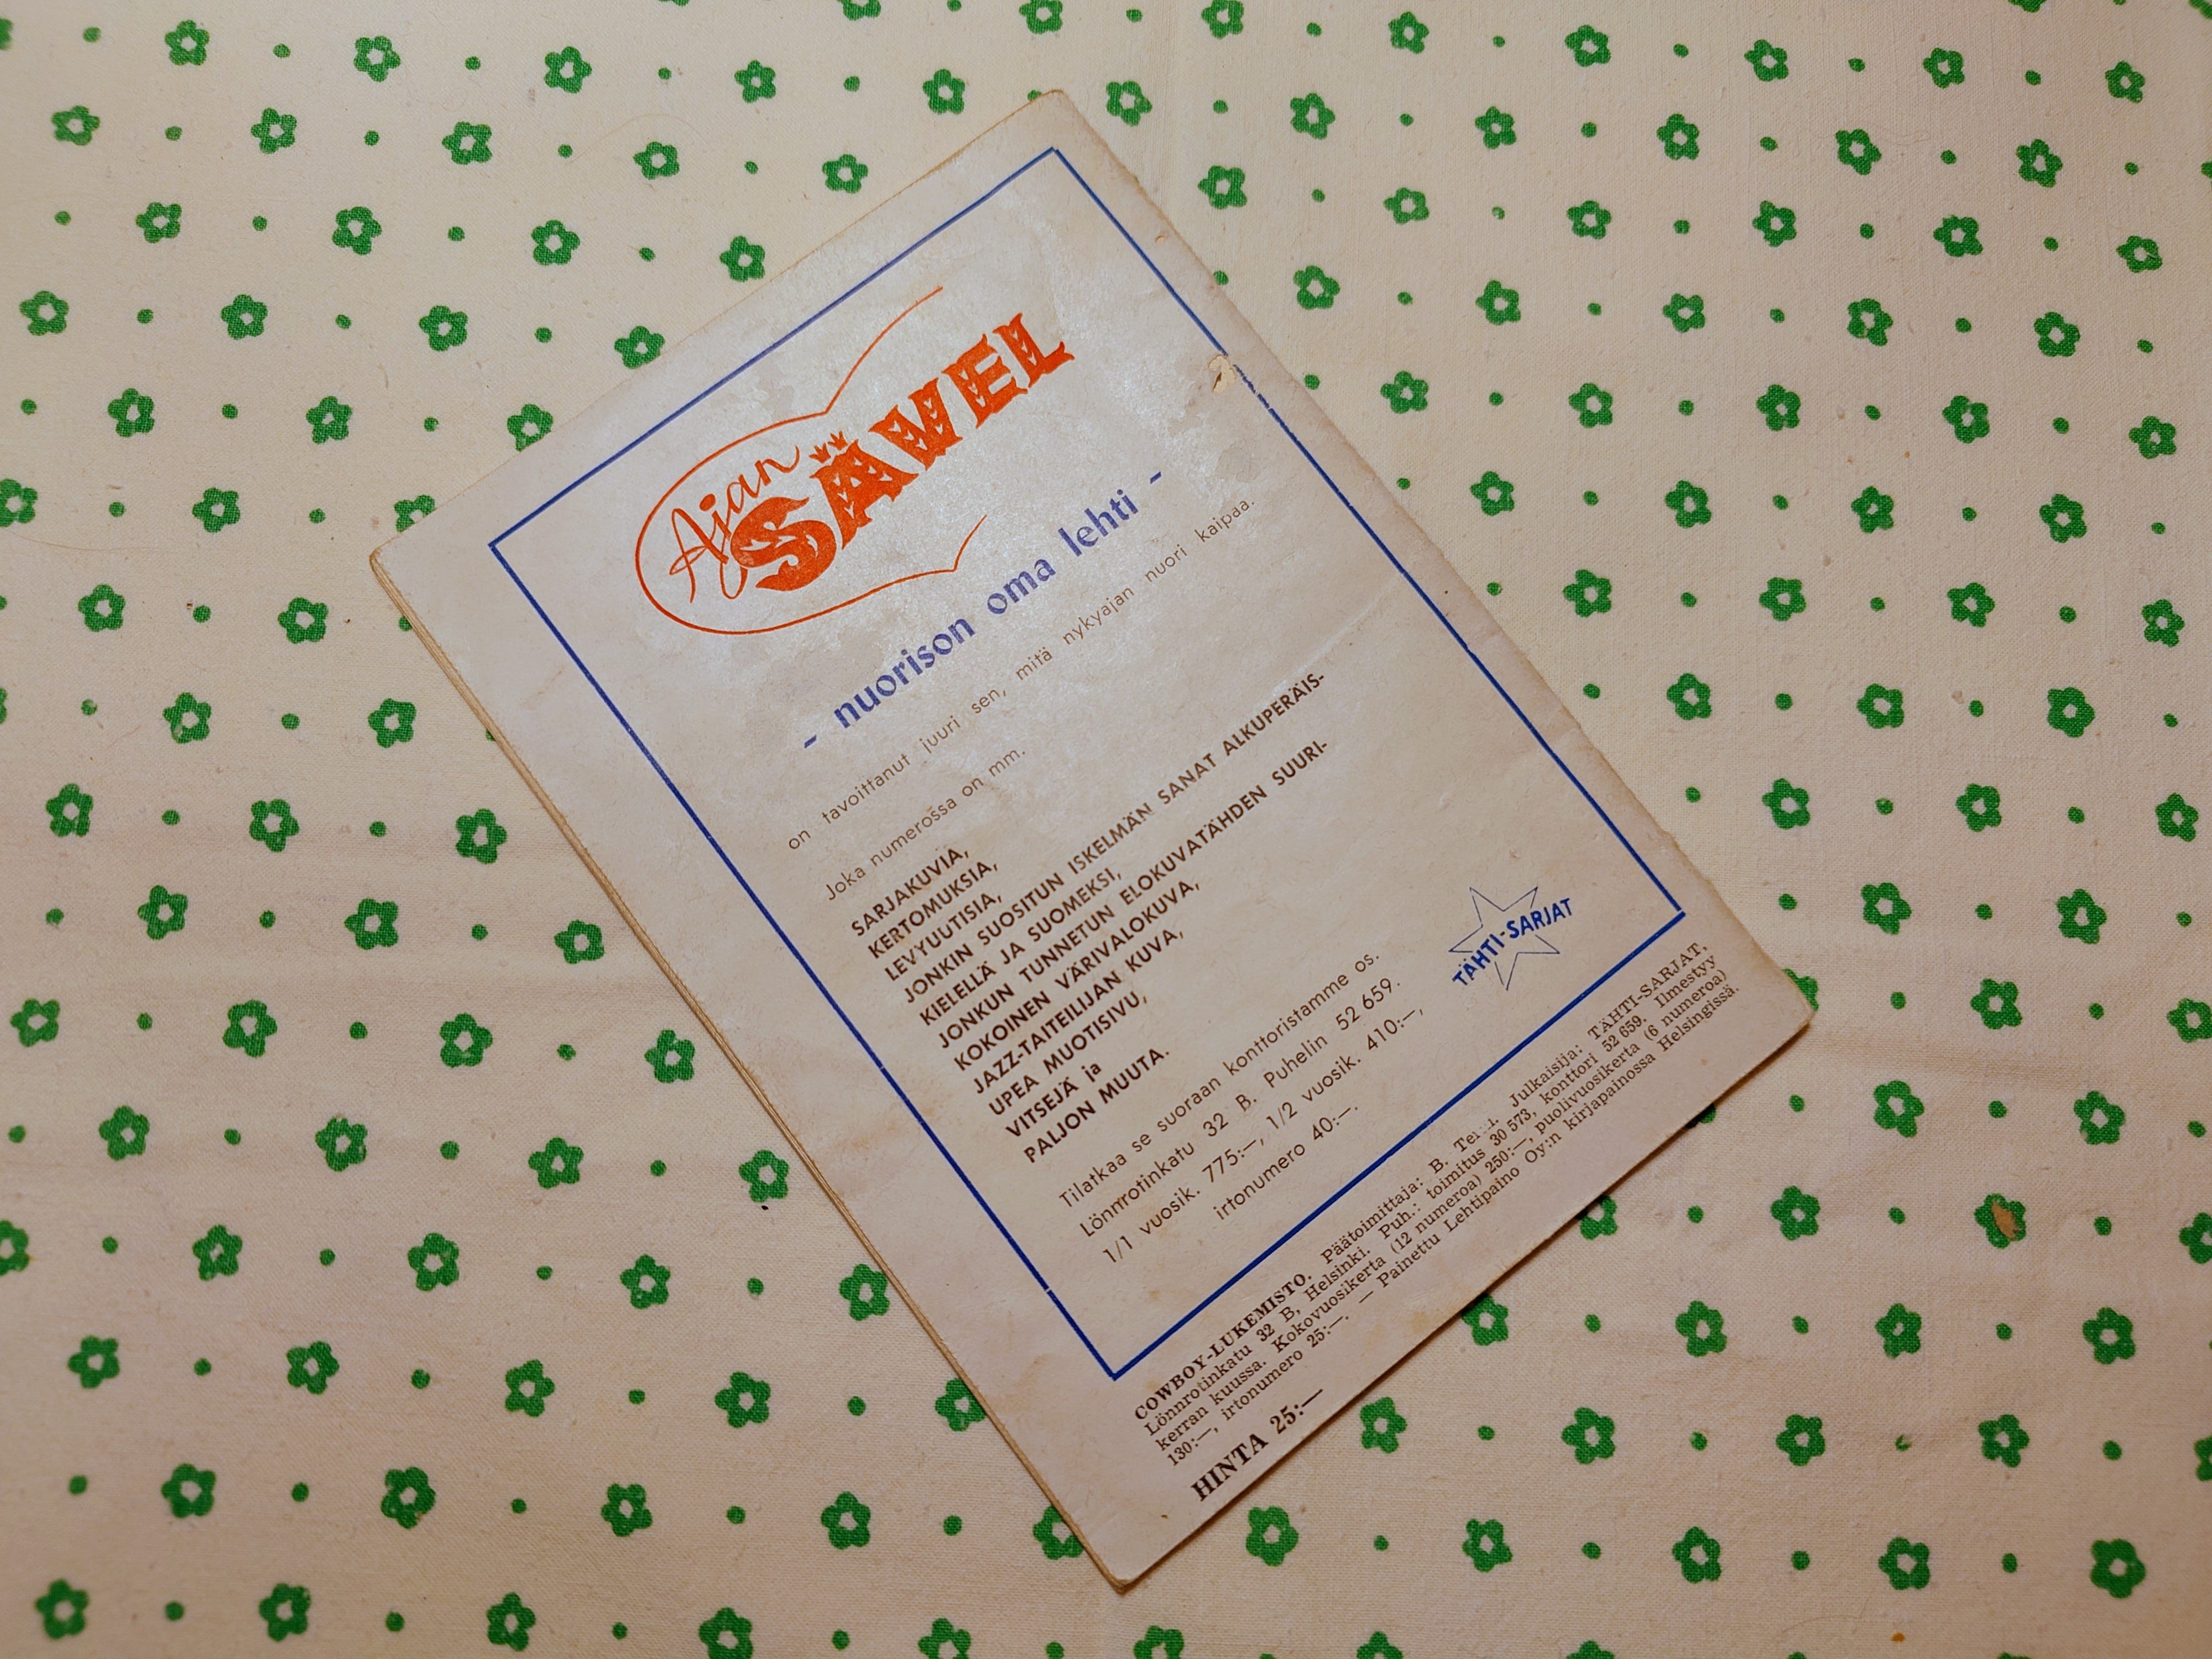 Ajan
SÄVEL
- nuorison oma lehti -
on tavoittanut juuri sen, mitä nykyajan nuori kaipaa.
Joka numerossa on mm.
SARJAKUVIA,
KERTOMUKSIA,
LEVYUUTISIA,
JONKIN SUOSITUN ISKELMÄN SANAT ALKUPERÄIS-
KIELELLÄ JA SUOMEKSI,
JONKUN TUNNETUN ELOKUVATÄHDEN SUURI-
KOKOINEN VÄRIVALOKUVA,
JAZZ-TAITEILIJAN KUVA,
UPEA MUOTISIVU,
VITSEJÄ ja
PALJON MUUTA.
Tilatkaa se suoraan konttoristamme os.
Lönnrotinkatu 32 B. Puhelin 52 659.
1/1 vuosik. 775:—, 1/2 vuosik. 410:—,
irtonumero 40:—.
TÄHTI-SARJAT
COWBOY-LUKEMISTO. Päätoimittaja: B. Julkaisija: TÄHTI-SARJAT,
Lönnrotinkatu 32 B, Helsinki. Puh.: toimitus 30 573, konttori 52 659. Ilmestyy
kerran kuussa. Kokovuosikerta (12 numeroa) 250:—, puolivuosikerta (6 numeroa)
130:—, irtonumero 25:—. — Painettu Lehtipaino Oy:n kirjapainossa Helsingissä.
HINTA 25:—